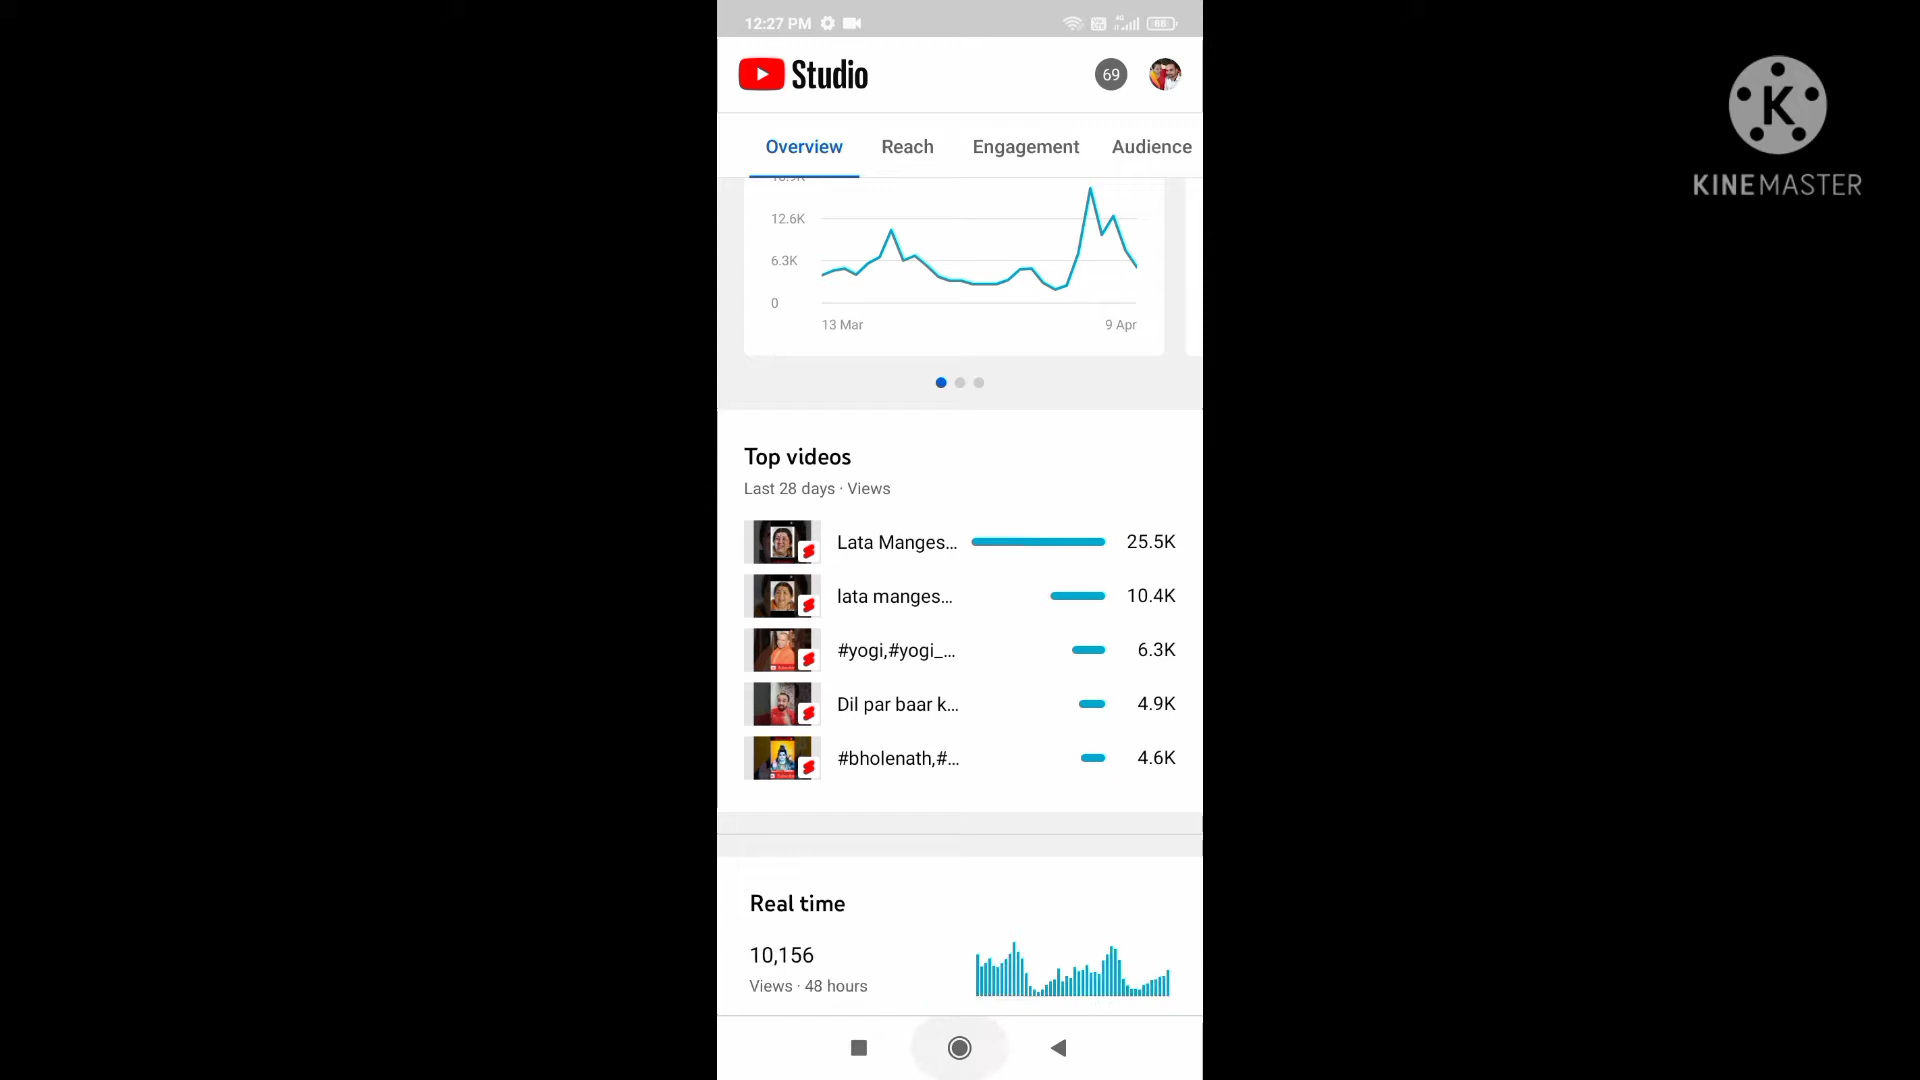 12:27 PM
68
Studio
69
KINEMASTER
Overview Reach Engagement Audience
12.6K
6.3K
0
13 Mar 9 Apr
Top videos
Last 28 days · Views
Lata Manges... 25.5K
lata manges... 10.4K
#yogi,#yogi_... 6.3K
Dil par baar k... 4.9K
#bholenath,#... 4.6K
Real time
10,156
Views · 48 hours